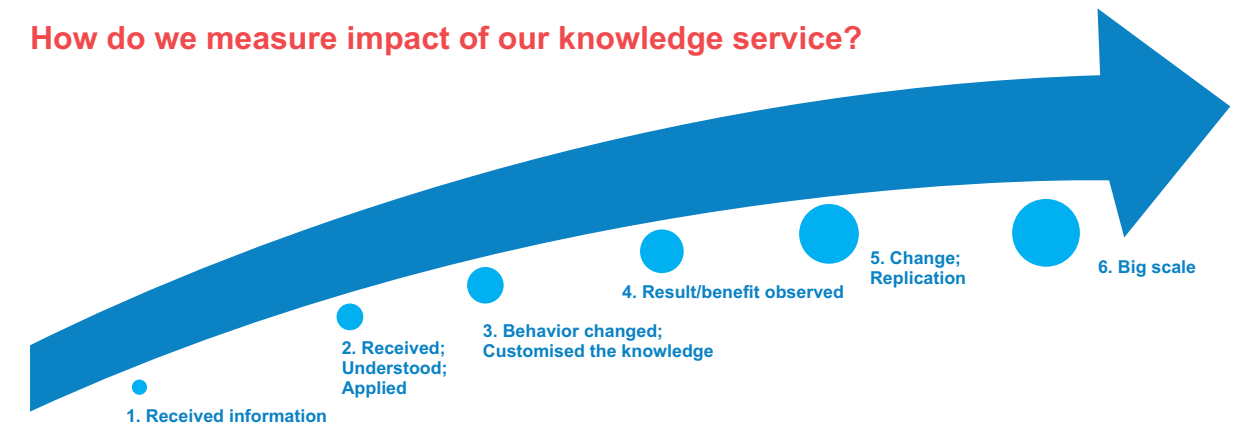 How do we measure impact of our knowledge service?
1. Received information
2. Received;
Understood;
Applied
3. Behavior changed;
Customised the knowledge
4. Result/benefit observed
5. Change;
Replication
6. Big scale